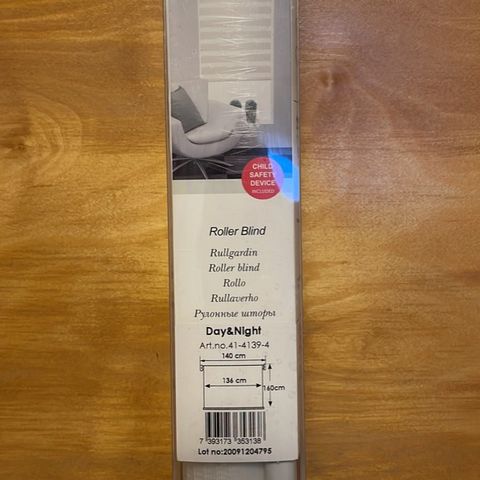 CHILD
SAFETY
DEVICE
INCLUDED
Roller Blind
Rullgardin
Roller blind
Rollo
Rullaverho
Рулонные шторы
Day&Night
Art.no.41-4139-4
140 cm
136 cm
160cm
7 393173 353138
Lot no:20091204795